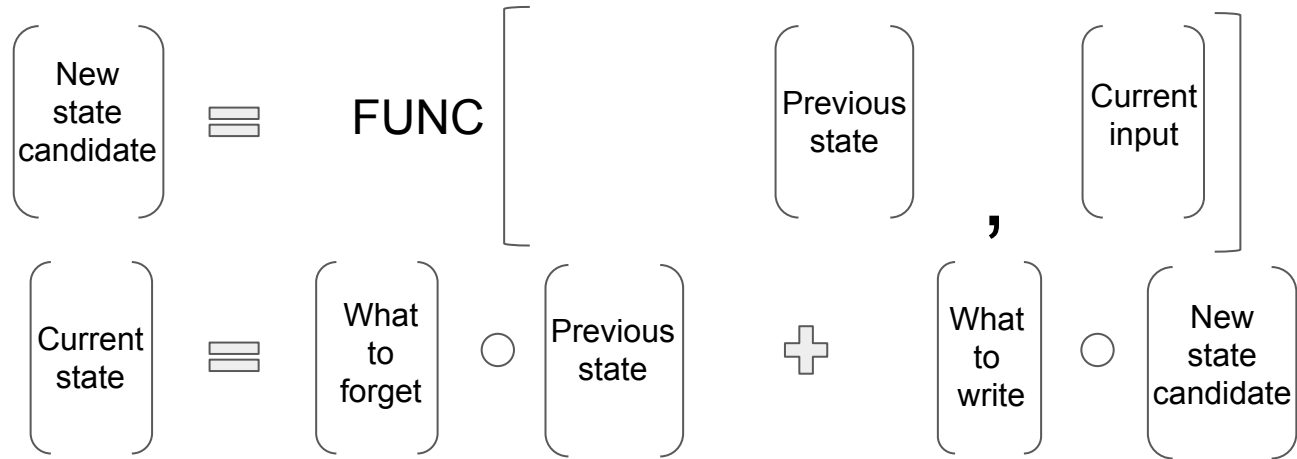 New
state
candidate
=
FUNC
Previous
state
,
Current
input
Current
state
=
What
to
forget
○
Previous
state
+
What
to
write
○
New
state
candidate